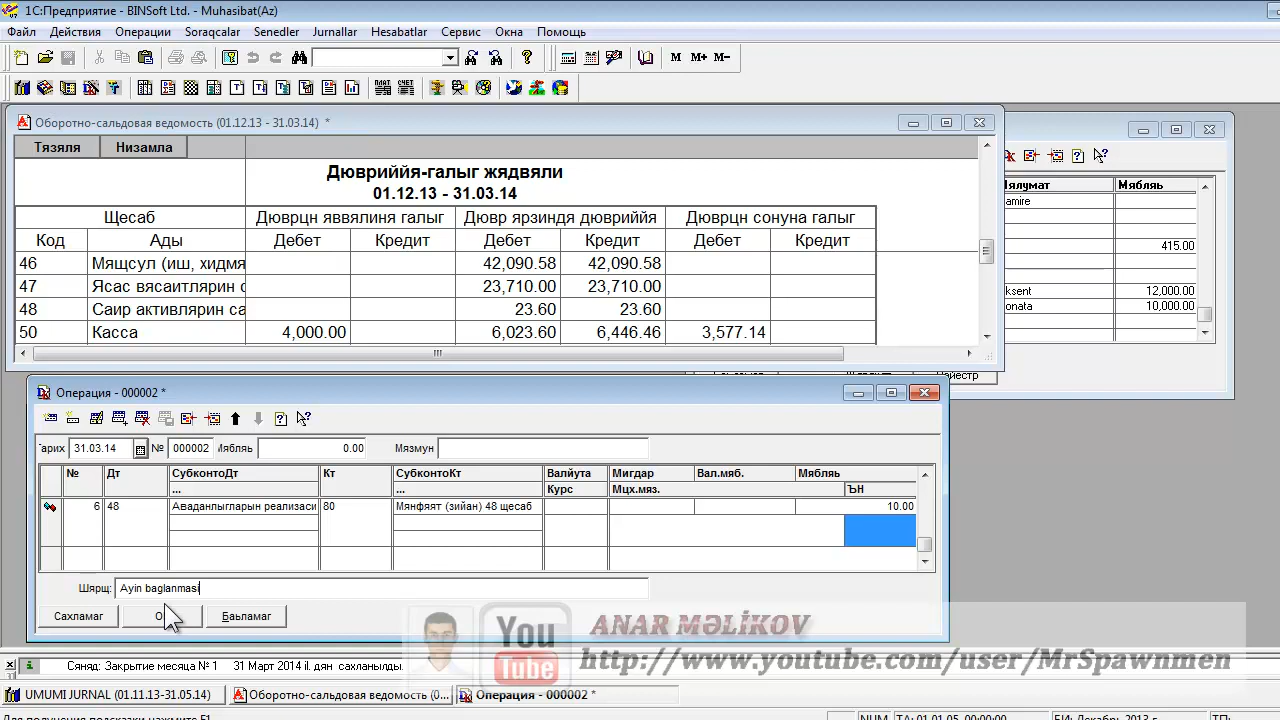 1С:Предприятие - BINSoft Ltd. - Muhasibat(Az)
Файл Действия Операции Soraqcalar Senedler Jurnallar Hesabatlar Сервис Окна Помощь
M M+ M−
Оборотно-сальдовая ведомость (01.12.13 - 31.03.14) *
Тязяля Низамла
Дювриййя-галыг жядвяли
01.12.13 - 31.03.14
Щесаб Дюврцн яввялиня галыг Дювр ярзиндя дювриййя Дюврцн сонуна галыг
Код Ады Дебет Кредит Дебет Кредит Дебет Кредит
46 Мящсул (иш, хидмя 42,090.58 42,090.58
47 Ясас вясаитлярин с 23,710.00 23,710.00
48 Саир активлярин са 23.60 23.60
50 Касса 4,000.00 6,023.60 6,446.46 3,577.14
Мябляь
415.00
12,000.00
10,000.00
Операция - 000002 *
31.03.14 № 000002 0.00 Мязмун
№ Дт СубконтоДт Кт СубконтоКт Валйута Мигдар Вал.мяб. Мябляь
... ... Курс Мцх.мяз. ЪН
6 48 Аваданлыгларын реализаси 80 Мянфяят (зийан) 48 щесаб 10.00
Шярщ: Ayin baglanmasi
Сахламаг Баьламаг
You Tube
ANAR MƏLİKOV
http://www.youtube.com/user/MrSpawnmen
Сяняд: Закрытие месяца № 1 31 Март 2014 ил. дян сахланылды.
UMUMI JURNAL (01.11.13-31.05.14) Оборотно-сальдовая ведомость (0... Операция - 000002 *
Для получения подсказки нажмите F1 NUM